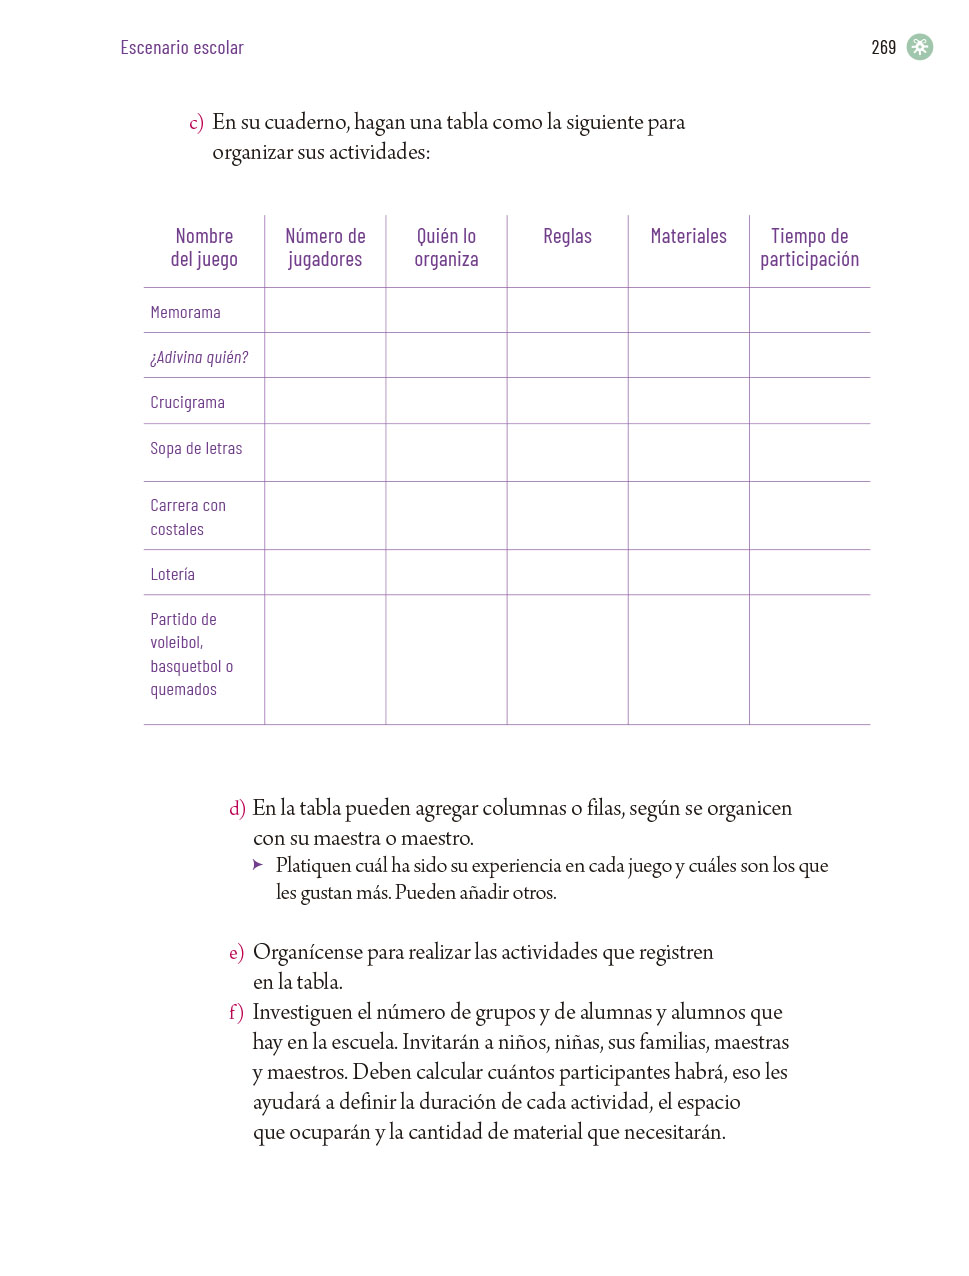 Escenario escolar
269
c) En su cuaderno, hagan una tabla como la siguiente para
organizar sus actividades:
Nombre
del juego
Número de
jugadores
Quién lo
organiza
Reglas
Materiales
Tiempo de
participación
Memorama
¿Adivina quién?
Crucigrama
Sopa de letras
Carrera con
costales
Lotería
Partido de
voleibol,
basquetbol o
quemados
d) En la tabla pueden agregar columnas o filas, según se organicen
con su maestra o maestro.
➤ Platiquen cuál ha sido su experiencia en cada juego y cuáles son los que
les gustan más. Pueden añadir otros.
e) Organícense para realizar las actividades que registren
en la tabla.
f) Investiguen el número de grupos y de alumnas y alumnos que
hay en la escuela. Invitarán a niños, niñas, sus familias, maestras
y maestros. Deben calcular cuántos participantes habrá, eso les
ayudará a definir la duración de cada actividad, el espacio
que ocuparán y la cantidad de material que necesitarán.